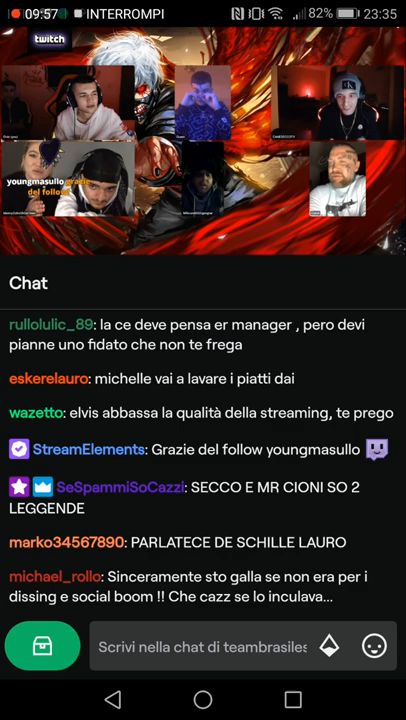 09:57 INTERROMPI 82% 23:35
twitch
youngmasullo grazie
del follow
Chat
rullolulic_89: la ce deve pensa er manager , pero devi
pianne uno fidato che non te frega
eskerelauro: michelle vai a lavare i piatti dai
wazetto: elvis abbassa la qualità della streaming, te prego
StreamElements: Grazie del follow youngmasullo
SeSpammiSoCazzi: SECCO E MR CIONI SO 2
LEGGENDE
marko34567890: PARLATECE DE SCHILLE LAURO
michael_rollo: Sinceramente sto galla se non era per i
dissing e social boom !! Che cazz se lo inculava...
Scrivi nella chat di teambrasiles